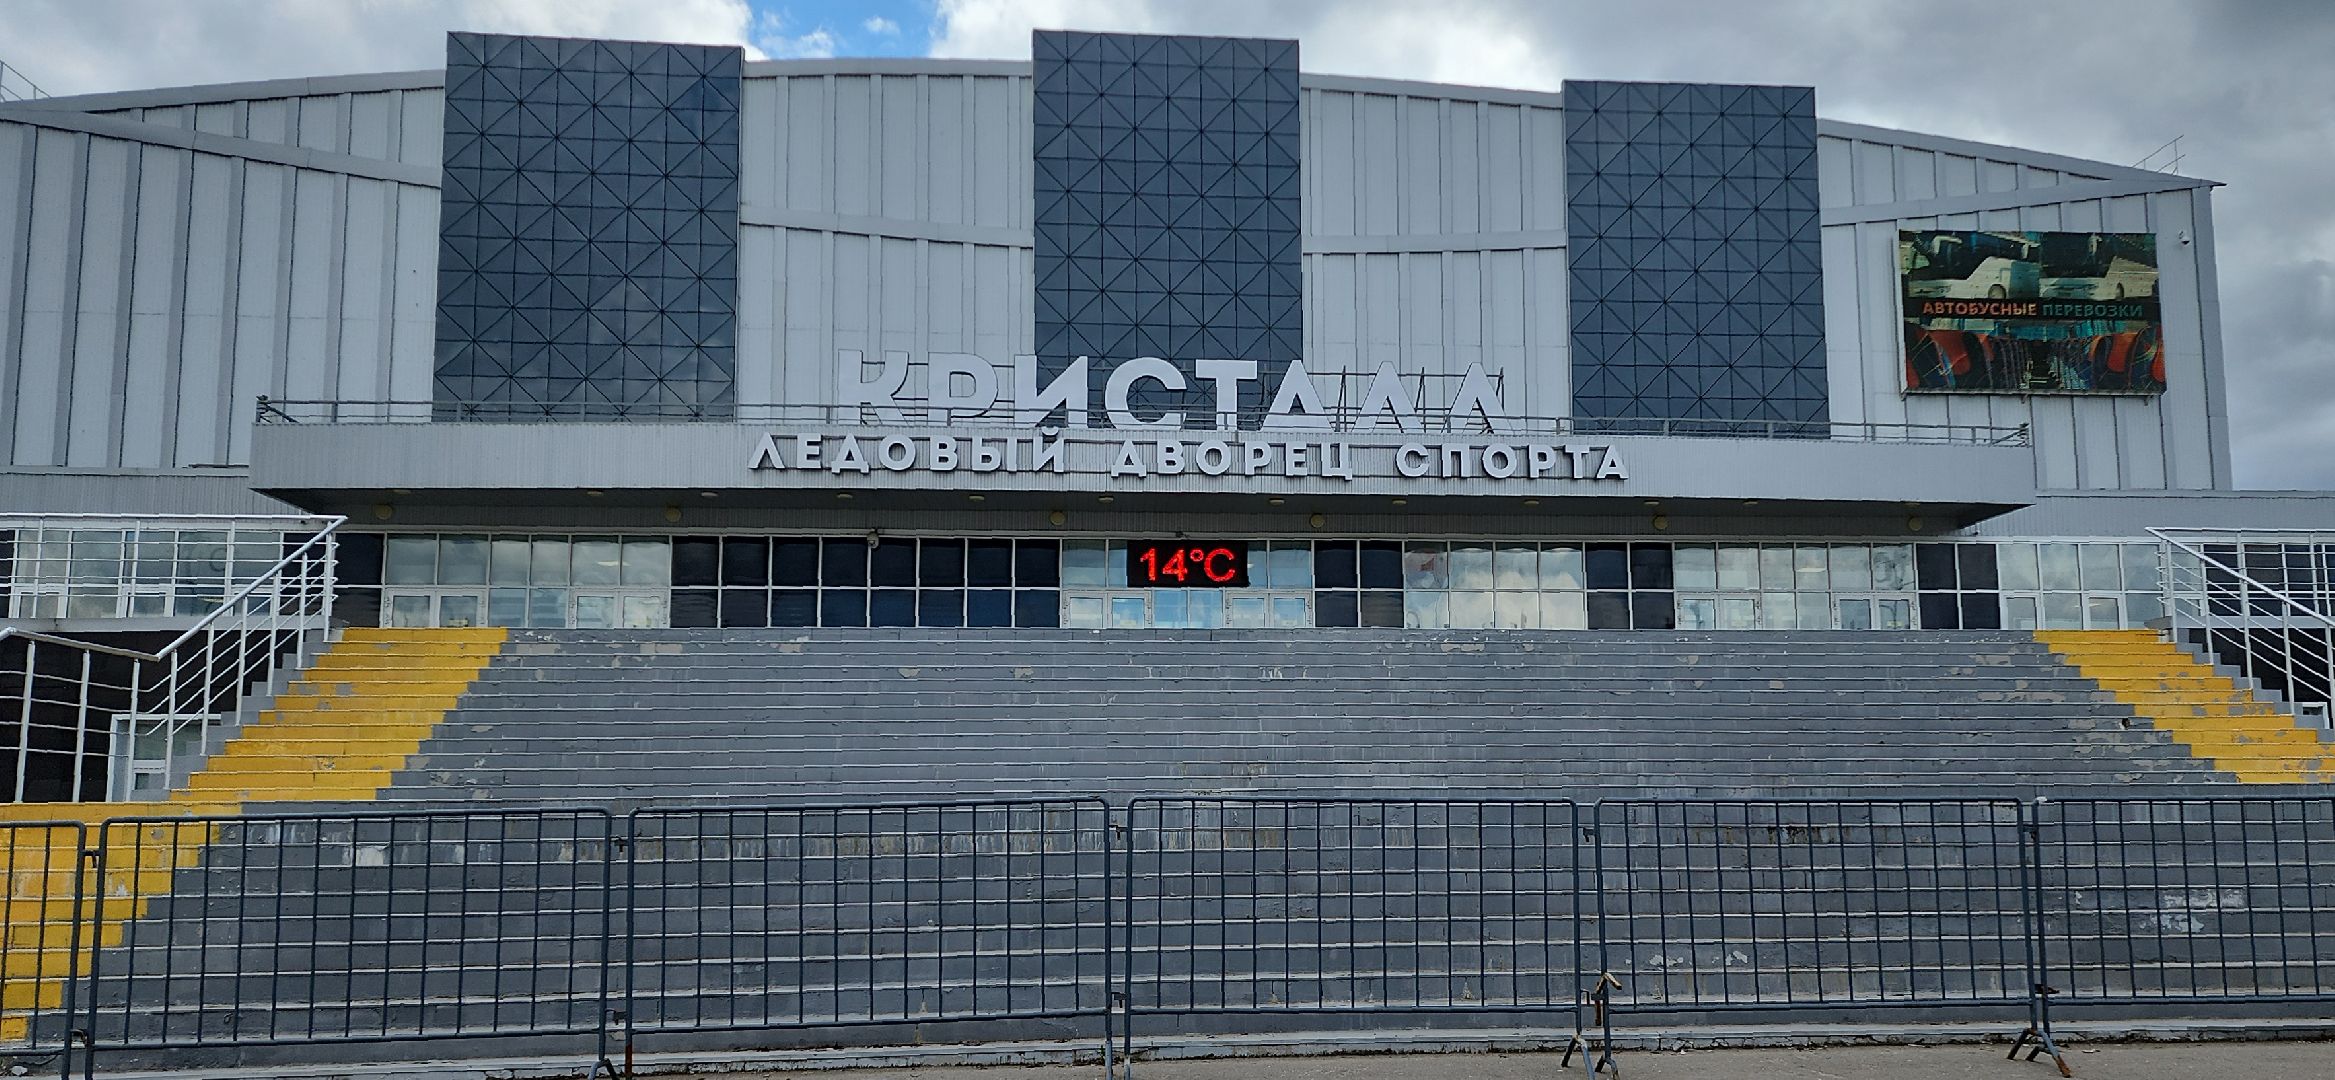 КРИСТАЛЛ
ЛЕДОВЫЙ ДВОРЕЦ СПОРТА
АВТОБУСНЫЕ ПЕРЕВОЗКИ
14°C